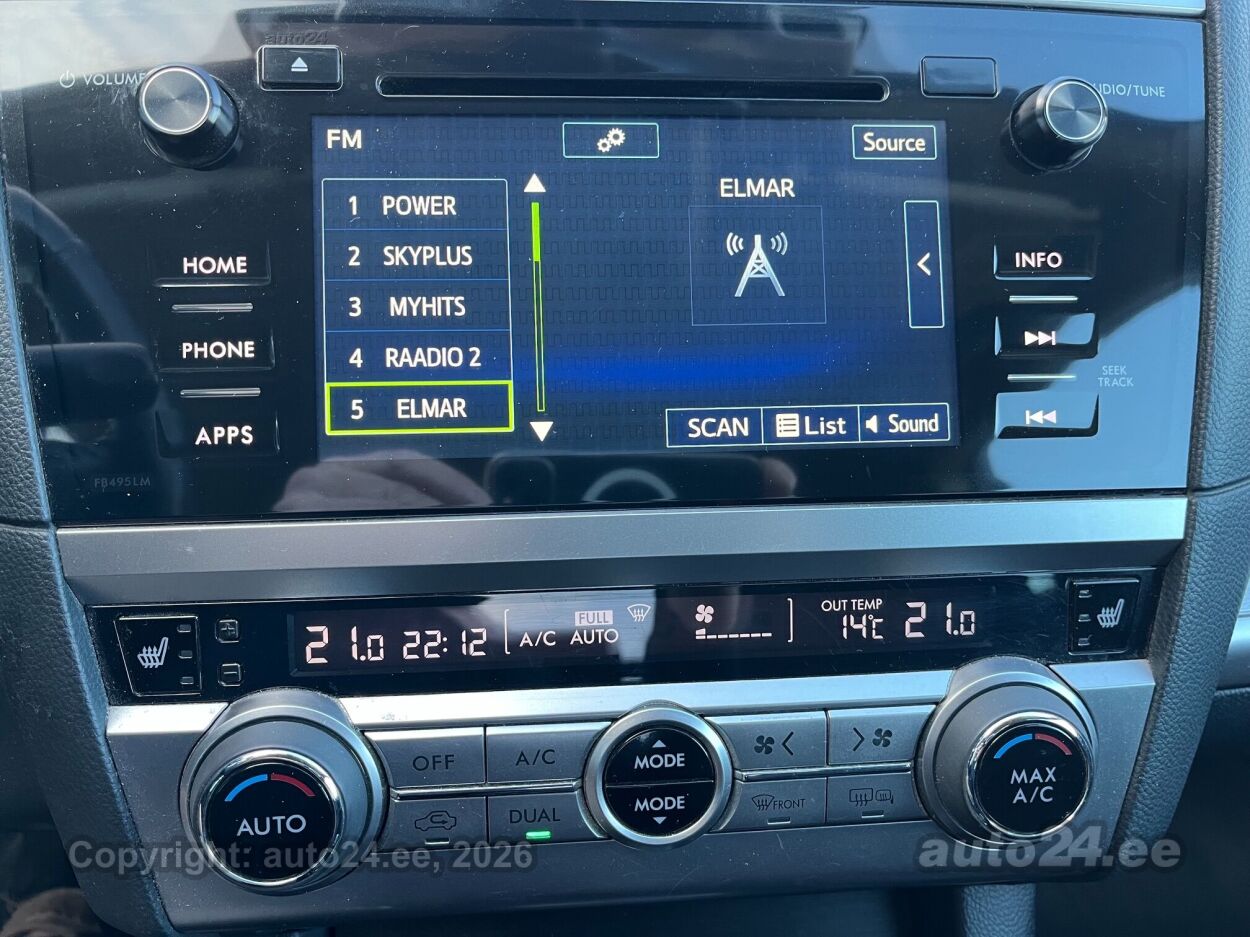 auto24
VOLUME
UDIO/TUNE
FM
Source
1 POWER
2 SKYPLUS
3 MYHITS
4 RAADIO 2
5 ELMAR
ELMAR
SCAN
List
Sound
HOME
PHONE
APPS
INFO
SEEK
TRACK
FB495LM
21.0
22:12
A/C
FULL
AUTO
OUT TEMP
14℃
21.0
OFF
A/C
MODE
MODE
DUAL
FRONT
AUTO
MAX
A/C
Copyright: auto24.ee, 2026
auto24.ee